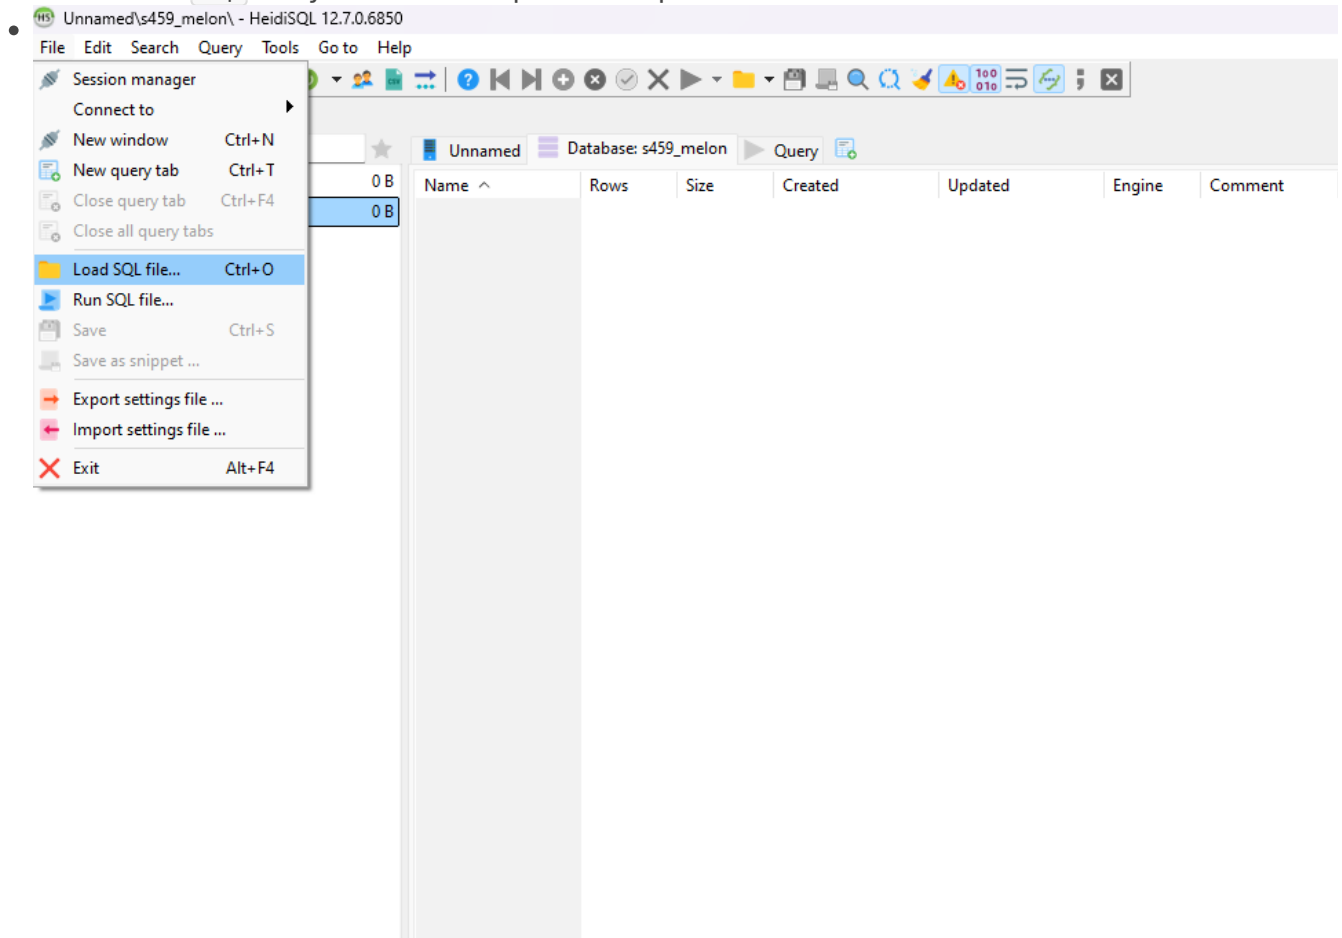 Unnamed\s459_melon\ - HeidiSQL 12.7.0.6850
File Edit Search Query Tools Go to Help
Session manager
Connect to
New window Ctrl+N
New query tab Ctrl+T
Close query tab Ctrl+F4
Close all query tabs
Load SQL file... Ctrl+O
Run SQL file...
Save Ctrl+S
Save as snippet ...
Export settings file ...
Import settings file ...
Exit Alt+F4
Unnamed Database: s459_melon Query
0 B
0 B
Name Rows Size Created Updated Engine Comment